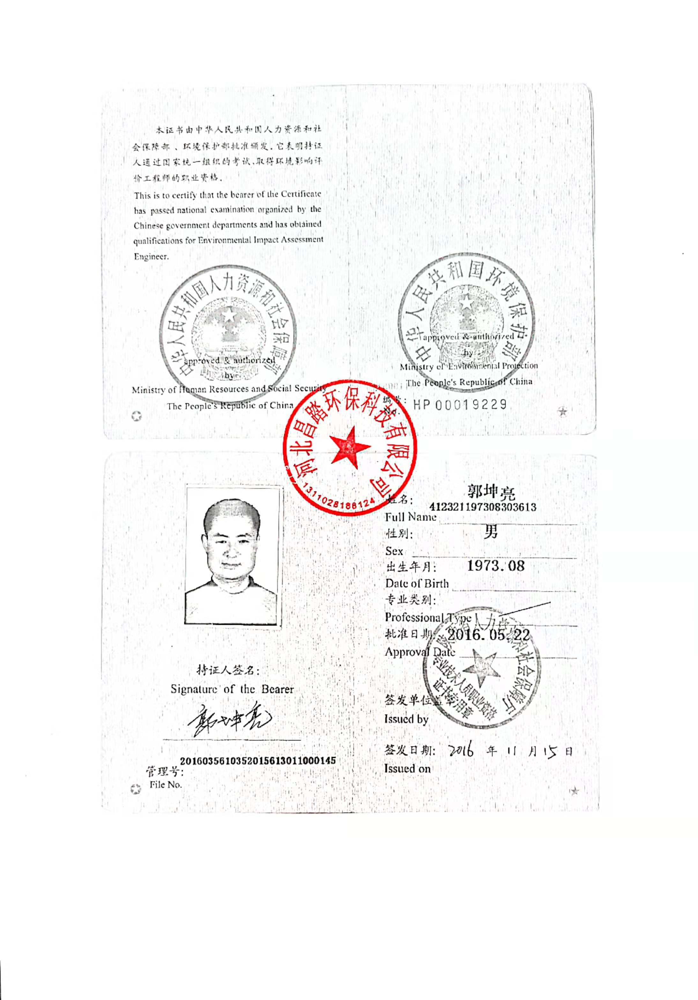 本证书由中华人民共和国人力资源和社
会保障部、环境保护部批准颁发,它表明持证
人通过国家统一组织的考试,取得环境影响评
价工程师的职业资格。
This is to certify that the bearer of the Certificate
has passed national examination organized by the
Chinese government departments and has obtained
qualifications for Environmental Impact Assessment
Engineer.
中华人民共和国人力资源和社会保障部
approved & authorized
by
Ministry of Human Resources and Social Security
The People's Republic of China
中华人民共和国环境保护部
approved & authorized
by
Ministry of Environmental Protection
The People's Republic of China
编号:
No.
HP 00019229
河北昌踏环保科技有限公司
1311028188124
持证人签名:
Signature of the Bearer
郭坤亮
201603561035201561301100​0145
管理号:
File No.
郭坤亮
姓名:
412321197308303613
Full Name
男
性别:
Sex
出生年月: 1973.08
Date of Birth
专业类别:
Professional Type
批准日期: 2016.05.22
Approval Date
陕西省人力资源和社会保障厅
专业技术人员职业资格
证书专用章
签发单位盖章
Issued by
签发日期: 2016 年 11 月 15 日
Issued on